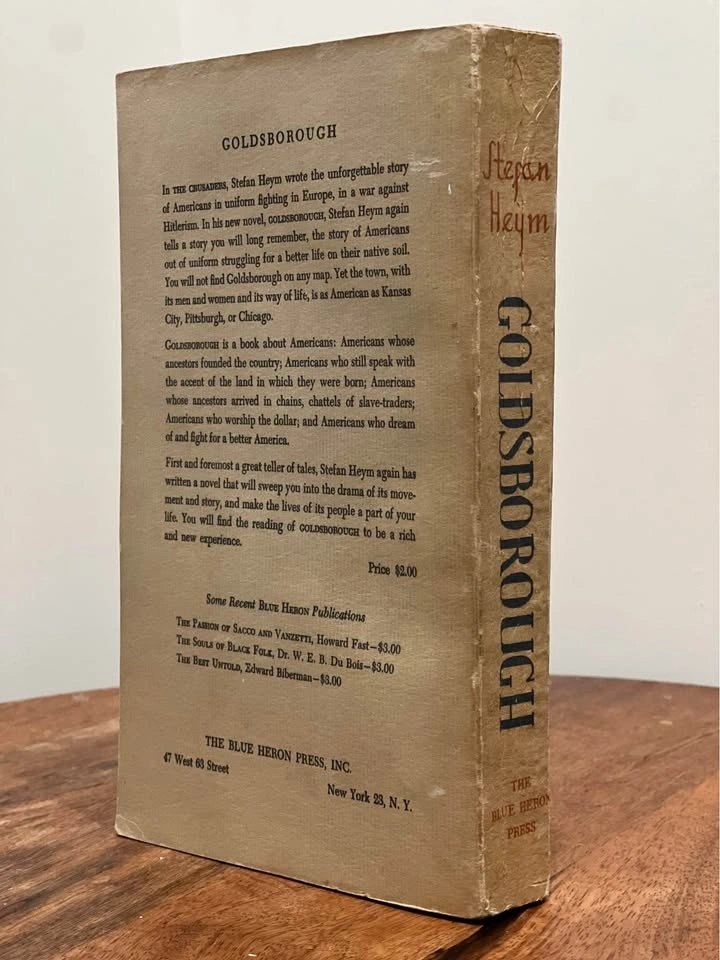 GOLDSBOROUGH
In THE CRUSADERS, Stefan Heym wrote the unforgettable story
of Americans in uniform fighting in Europe, in a war against
Hitlerism. In his new novel, GOLDSBOROUGH, Stefan Heym again
tells a story you will long remember, the story of Americans
out of uniform struggling for a better life on their native soil.
You will not find Goldsborough on any map. Yet the town, with
its men and women and its way of life, is as American as Kansas
City, Pittsburgh, or Chicago.
GOLDSBOROUGH is a book about Americans: Americans whose
ancestors founded the country; Americans who still speak with
the accent of the land in which they were born; Americans
whose ancestors arrived in chains, chattels of slave-traders;
Americans who worship the dollar; and Americans who dream
of and fight for a better America.
First and foremost a great teller of tales, Stefan Heym again has
written a novel that will sweep you into the drama of its move-
ment and story, and make the lives of its people a part of your
life. You will find the reading of GOLDSBOROUGH to be a rich
and new experience.
Price $2.00
Some Recent BLUE HERON Publications
THE PASSION OF SACCO AND VANZETTI, Howard Fast—$3.00
THE SOULS OF BLACK FOLK, Dr. W. E. B. Du Bois—$3.00
THE BEST UNTOLD, Edward Biberman—$3.00
THE BLUE HERON PRESS, INC.
47 West 63 Street
New York 23, N. Y.
Stefan
Heym
GOLDSBOROUGH
THE
BLUE HERON
PRESS